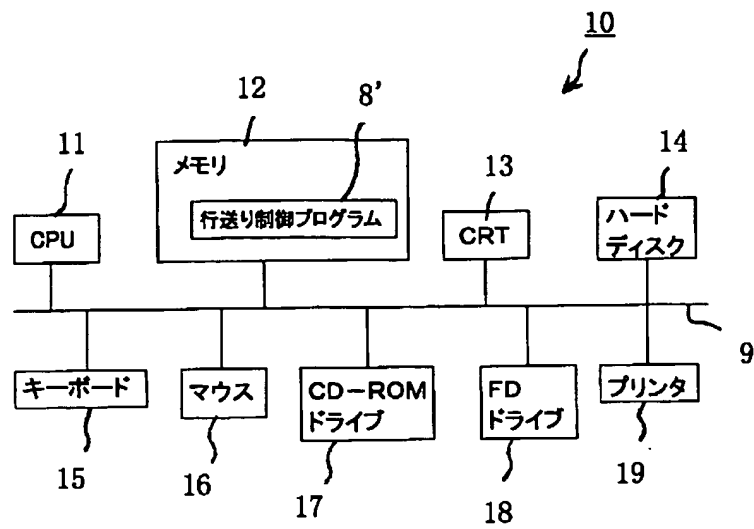 10
12
8'
11
メモリ
13
14
行送り制御プログラム
CPU
CRT
ハード
ディスク
9
キーボード
マウス
CD-ROM
ドライブ
FD
ドライブ
プリンタ
15
16
17
18
19